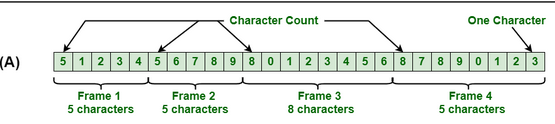 Character Count
One Character
(A)
5 1 2 3 4 5 6 7 8 9 8 0 1 2 3 4 5 6 8 7 8 9 0 1 2 3
Frame 1
5 characters
Frame 2
5 characters
Frame 3
8 characters
Frame 4
5 characters